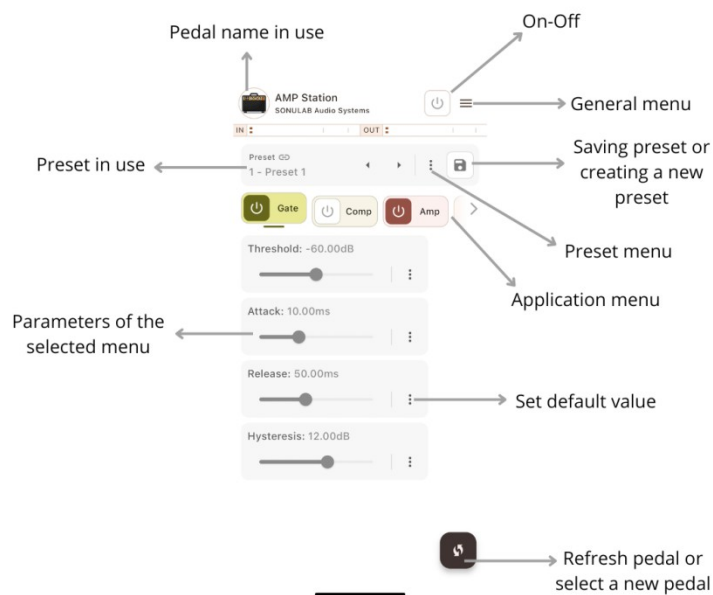 On-Off
Pedal name in use
AMP Station
SONULAB Audio Systems
General menu
IN
OUT
Saving preset or
creating a new
preset
Preset
1 - Preset 1
Preset in use
Gate
Comp
Amp
Preset menu
Threshold: -60.00dB
Application menu
Attack: 10.00ms
Parameters of the
selected menu
Release: 50.00ms
Set default value
Hysteresis: 12.00dB
Refresh pedal or
select a new pedal